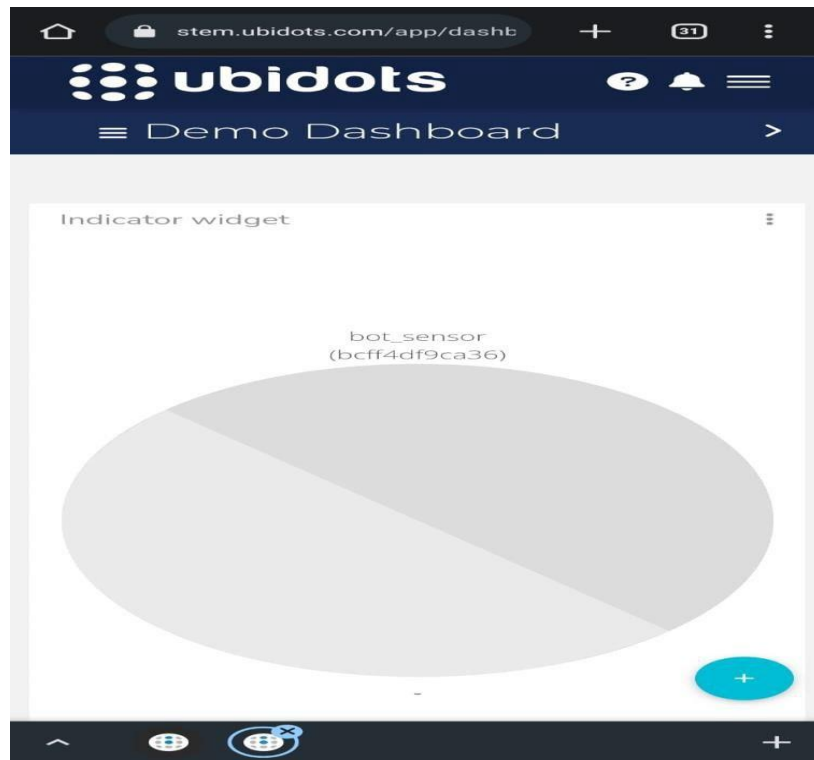 stem.ubidots.com/app/dashb
31
ubidots
?
Demo Dashboard
Indicator widget
bot_sensor
(bcff4df9ca36)
-